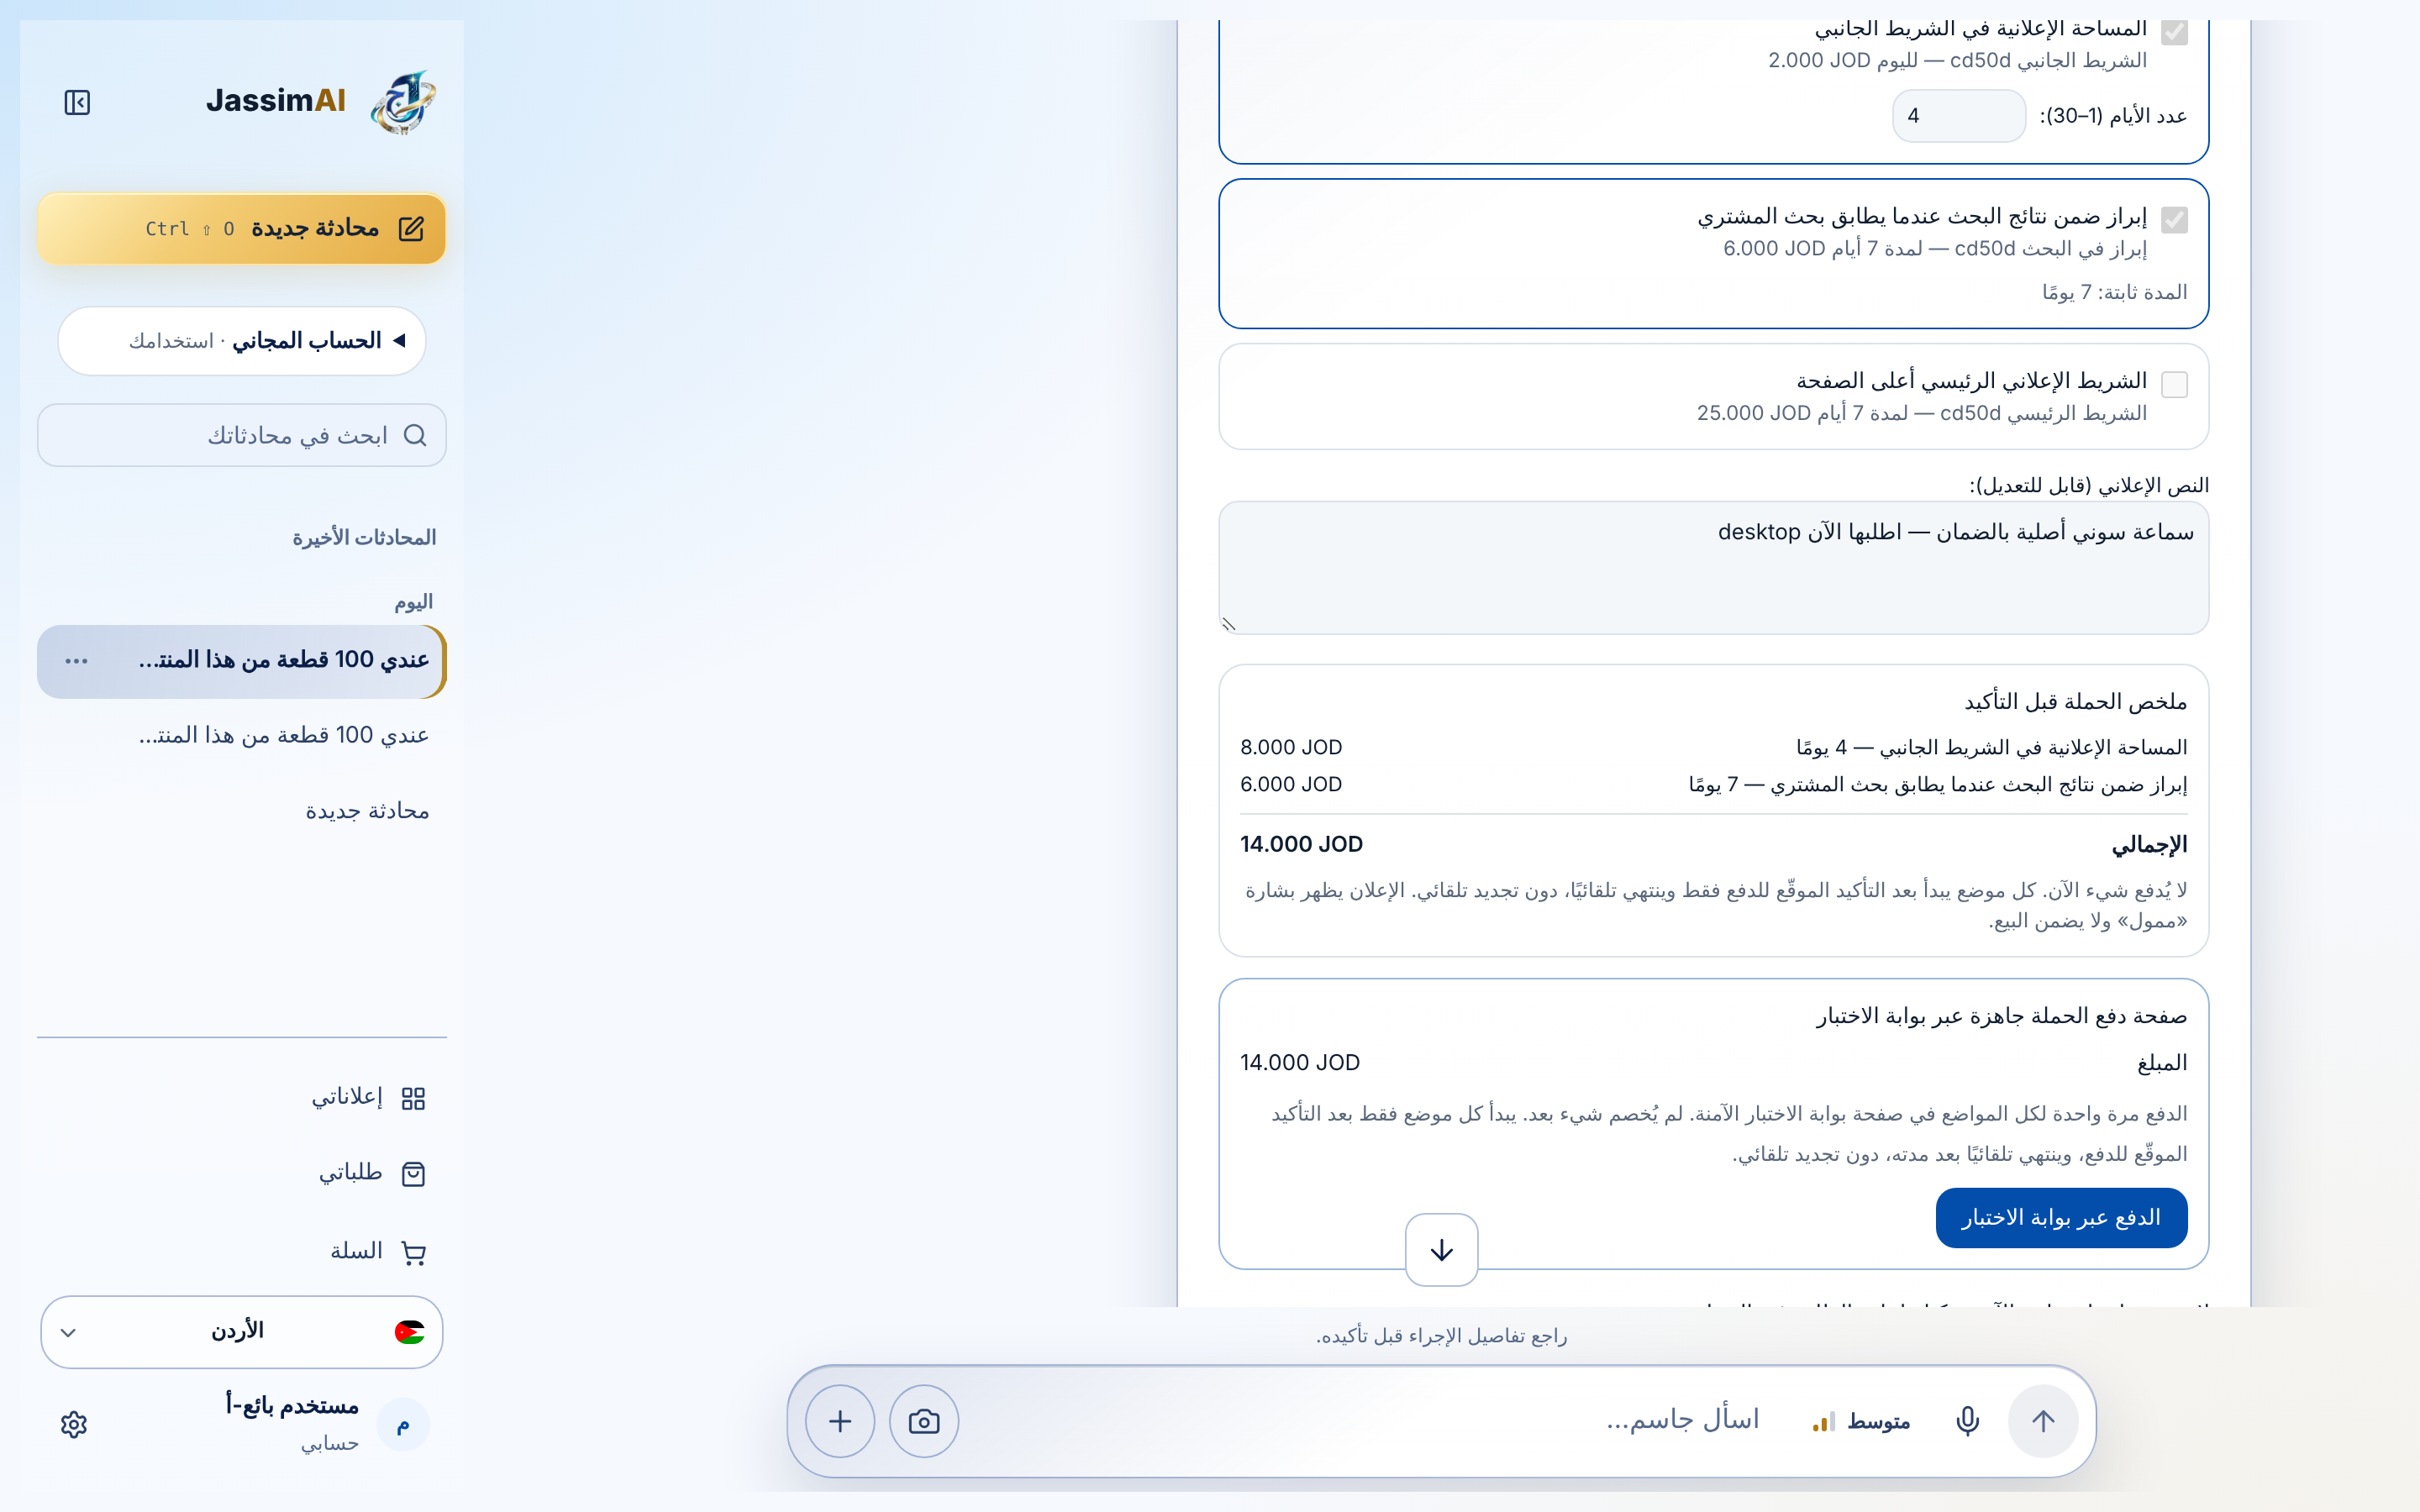 JassimAI
محادثة جديدة Ctrl ⇧ O
الحساب المجاني · استخدامك
ابحث في محادثاتك
المحادثات الأخيرة
اليوم
عندي 100 قطعة من هذا المنتـ...
عندي 100 قطعة من هذا المنتـ...
محادثة جديدة
إعلاناتي
طلباتي
السلة
الأردن
م
مستخدم بائع-أ
حسابي
المساحة الإعلانية في الشريط الجانبي
الشريط الجانبي cd50d — لليوم 2.000 JOD
عدد الأيام (1–30): 4
إبراز ضمن نتائج البحث عندما يطابق بحث المشتري
إبراز في البحث cd50d — لمدة 7 أيام 6.000 JOD
المدة ثابتة: 7 يومًا
الشريط الإعلاني الرئيسي أعلى الصفحة
الشريط الرئيسي cd50d — لمدة 7 أيام 25.000 JOD
النص الإعلاني (قابل للتعديل):
سماعة سوني أصلية بالضمان — اطلبها الآن desktop
ملخص الحملة قبل التأكيد
المساحة الإعلانية في الشريط الجانبي — 4 يومًا 8.000 JOD
إبراز ضمن نتائج البحث عندما يطابق بحث المشتري — 7 يومًا 6.000 JOD
الإجمالي 14.000 JOD
لا يُدفع شيء الآن. كل موضع يبدأ بعد التأكيد الموقّع للدفع فقط وينتهي تلقائيًا، دون تجديد تلقائي. الإعلان يظهر بشارة
«ممول» ولا يضمن البيع.
صفحة دفع الحملة جاهزة عبر بوابة الاختبار
المبلغ 14.000 JOD
الدفع مرة واحدة لكل المواضع في صفحة بوابة الاختبار الآمنة. لم يُخصم شيء بعد. يبدأ كل موضع فقط بعد التأكيد
الموقّع للدفع، وينتهي تلقائيًا بعد مدته، دون تجديد تلقائي.
الدفع عبر بوابة الاختبار
راجع تفاصيل الإجراء قبل تأكيده.
متوسط
اسأل جاسم...